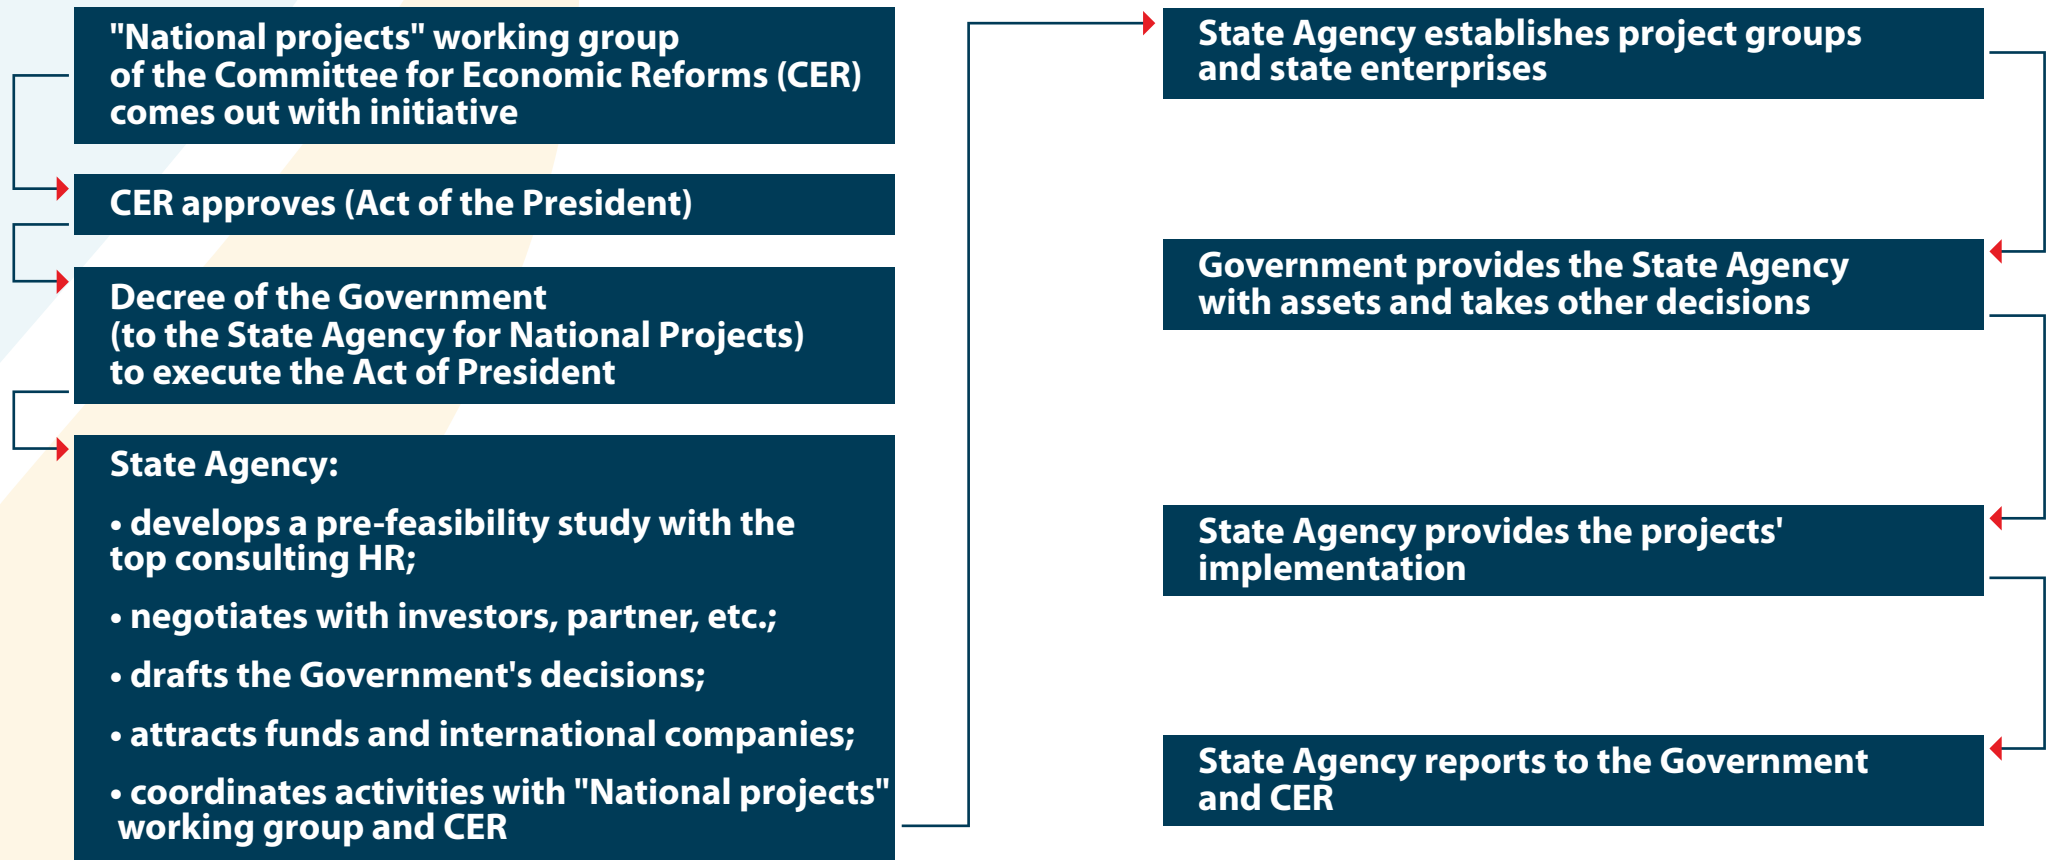 "National projects" working group
of the Committee for Economic Reforms (CER)
comes out with initiative
CER approves (Act of the President)
Decree of the Government
(to the State Agency for National Projects)
to execute the Act of President
State Agency:
• develops a pre-feasibility study with the
top consulting HR;
• negotiates with investors, partner, etc.;
• drafts the Government's decisions;
• attracts funds and international companies;
• coordinates activities with "National projects"
working group and CER
State Agency establishes project groups
and state enterprises
Government provides the State Agency
with assets and takes other decisions
State Agency provides the projects'
implementation
State Agency reports to the Government
and CER